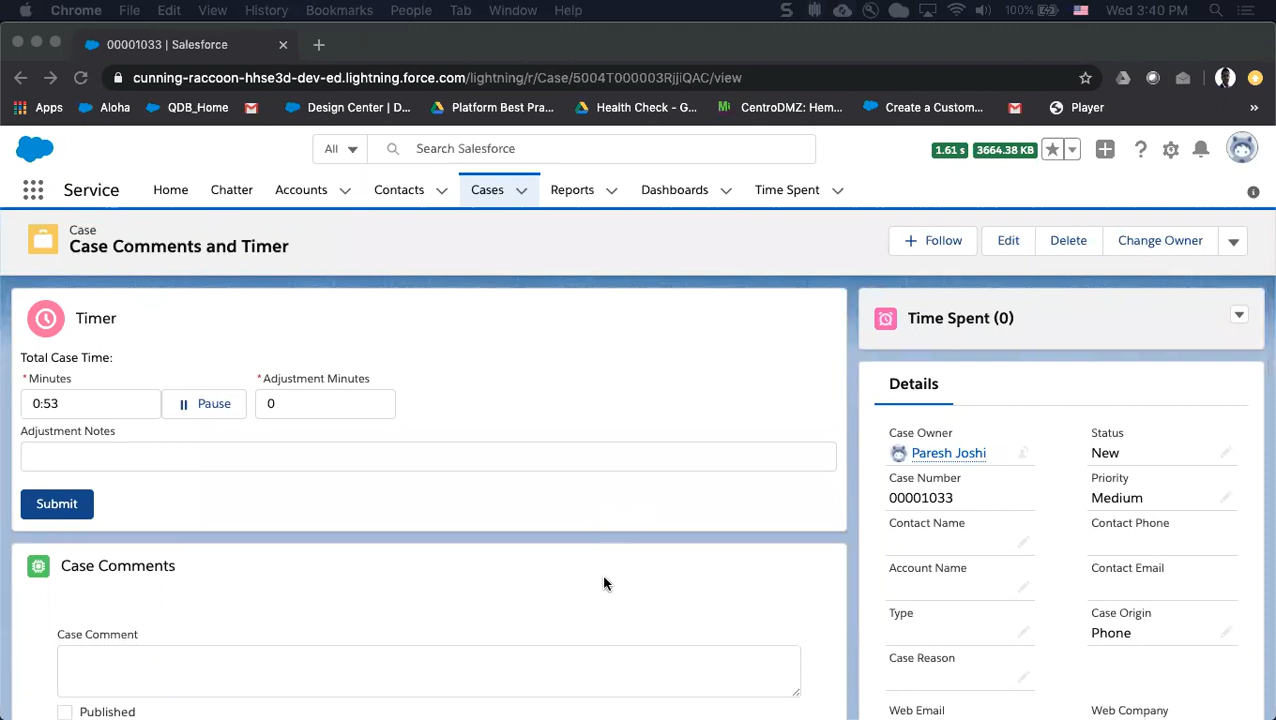 Chrome File Edit View History Bookmarks People Tab Window Help 100% Wed 3:40 PM
00001033 | Salesforce
cunning-raccoon-hhse3d-dev-ed.lightning.force.com/lightning/r/Case/5004T000003RjjiQAC/view
Apps Aloha QDB_Home Design Center | D... Platform Best Pra... Health Check - G... CentroDMZ: Hem... Create a Custom... Player »
All Search Salesforce 1.61 s 3664.38 KB
Service Home Chatter Accounts Contacts Cases Reports Dashboards Time Spent
Case
Case Comments and Timer
Follow Edit Delete Change Owner
Timer
Total Case Time:
*Minutes *Adjustment Minutes
0:53 Pause 0
Adjustment Notes
Submit
Case Comments
Case Comment
Published
Time Spent (0)
Details
Case Owner Status
Paresh Joshi New
Case Number Priority
00001033 Medium
Contact Name Contact Phone
Account Name Contact Email
Type Case Origin
Phone
Case Reason
Web Email Web Company